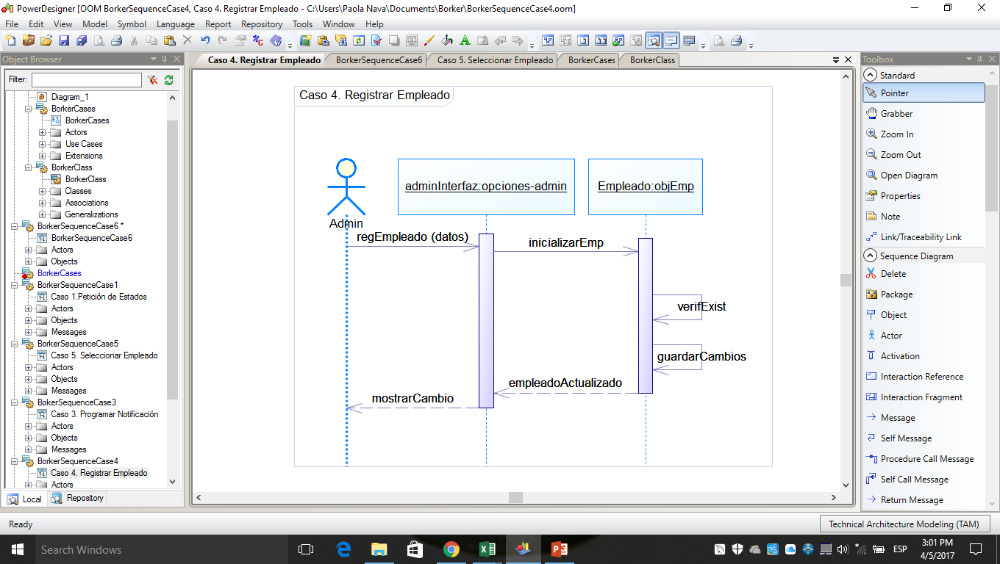 PowerDesigner [OOM BorkerSequenceCase4, Caso 4. Registrar Empleado - C:\Users\Paola Nava\Documents\Borker\BorkerSequenceCase4.oom]
File Edit View Model Symbol Language Report Repository Tools Window Help
Object Browser
Filter:
Diagram_1
BorkerCases
BorkerCases
Actors
Use Cases
Extensions
BorkerClass
BorkerClass
Classes
Associations
Generalizations
BorkerSequenceCase6 *
BorkerSequenceCase6
Actors
Objects
BorkerCases
BorkerSequenceCase1
Caso 1.Petición de Estados
Actors
Objects
Messages
BorkerSequenceCase5
Caso 5. Seleccionar Empleado
Actors
Objects
Messages
BokerSequenceCase3
Caso 3. Programar Notificación
Actors
Objects
Messages
BorkerSequenceCase4
Caso 4. Registrar Empleado
Actors
Local Repository
Caso 4. Registrar Empleado BorkerSequenceCase6 Caso 5. Seleccionar Empleado BorkerCases BorkerClass
Caso 4. Registrar Empleado
adminInterfaz:opciones-admin Empleado:objEmp
Admin
regEmpleado (datos)
inicializarEmp
verifExist
guardarCambios
empleadoActualizado
mostrarCambio
Toolbox
Standard
Pointer
Grabber
Zoom In
Zoom Out
Open Diagram
Properties
Note
Link/Traceability Link
Sequence Diagram
Delete
Package
Object
Actor
Activation
Interaction Reference
Interaction Fragment
Message
Self Message
Procedure Call Message
Self Call Message
Return Message
Ready
Technical Architecture Modeling (TAM)
Search Windows
ESP
3:01 PM
4/5/2017